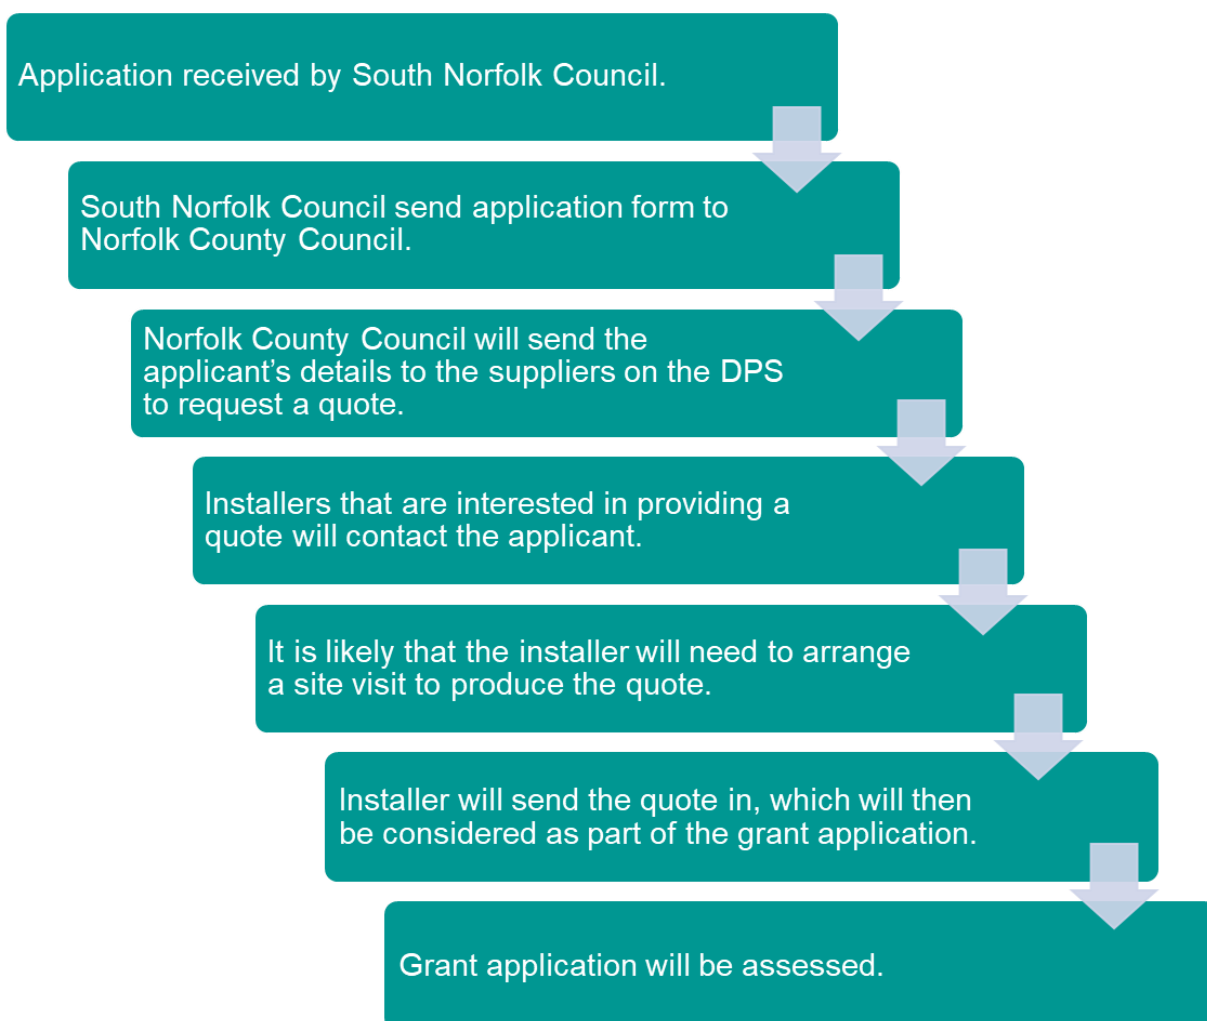 Application received by South Norfolk Council.
South Norfolk Council send application form to
Norfolk County Council.
Norfolk County Council will send the
applicant’s details to the suppliers on the DPS
to request a quote.
Installers that are interested in providing a
quote will contact the applicant.
It is likely that the installer will need to arrange
a site visit to produce the quote.
Installer will send the quote in, which will then
be considered as part of the grant application.
Grant application will be assessed.